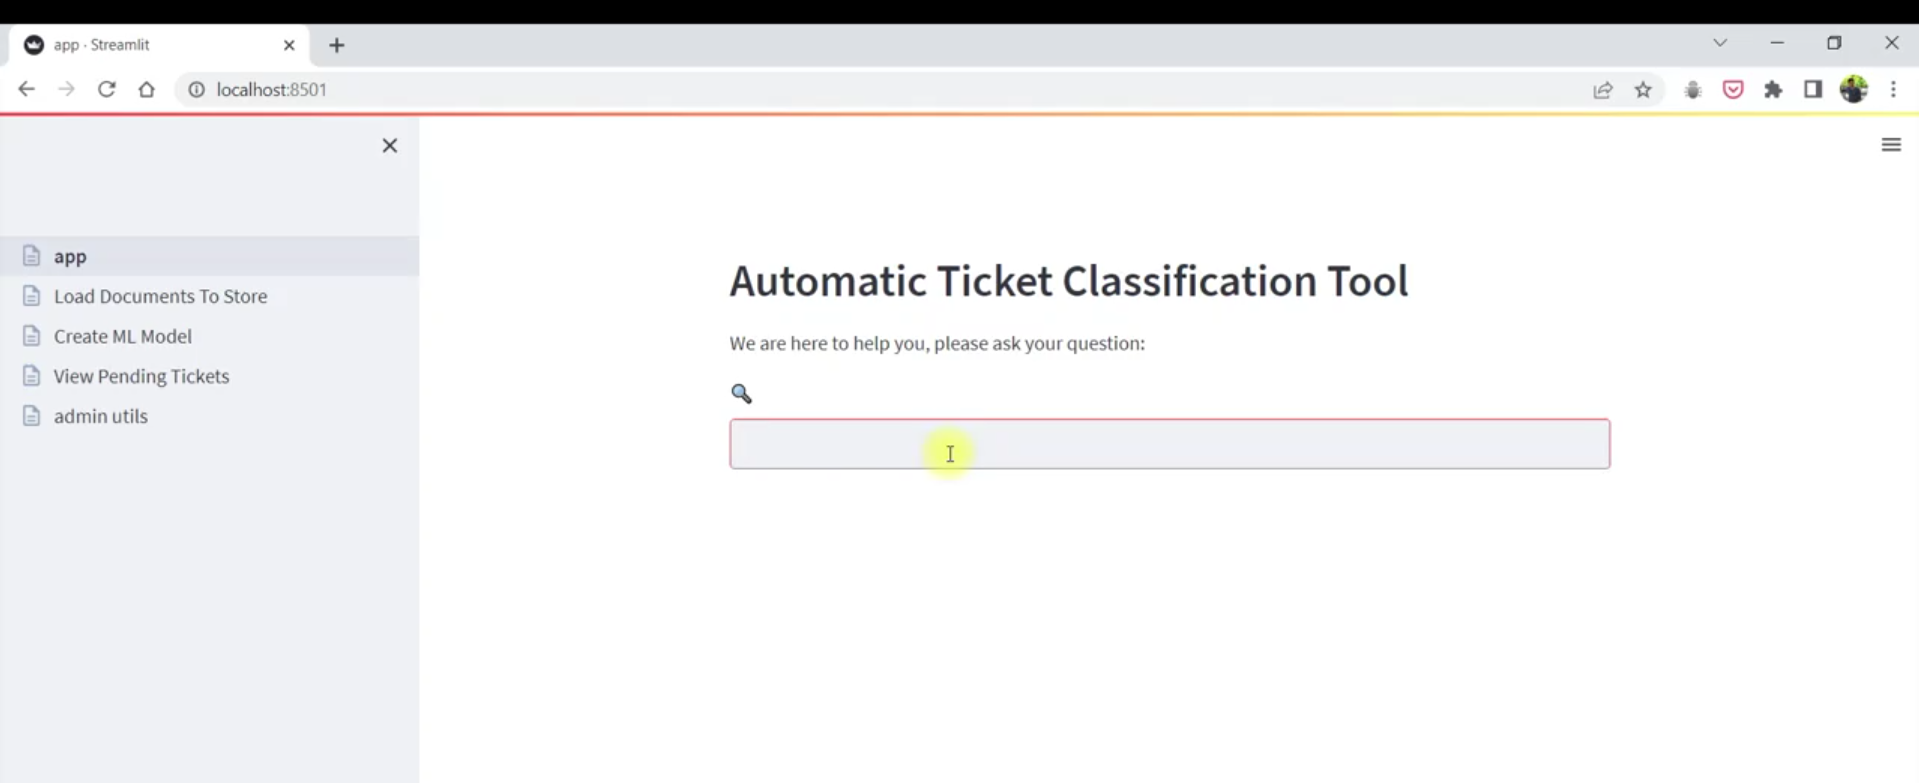 app · Streamlit
localhost:8501
app
Load Documents To Store
Create ML Model
View Pending Tickets
admin utils
Automatic Ticket Classification Tool
We are here to help you, please ask your question: